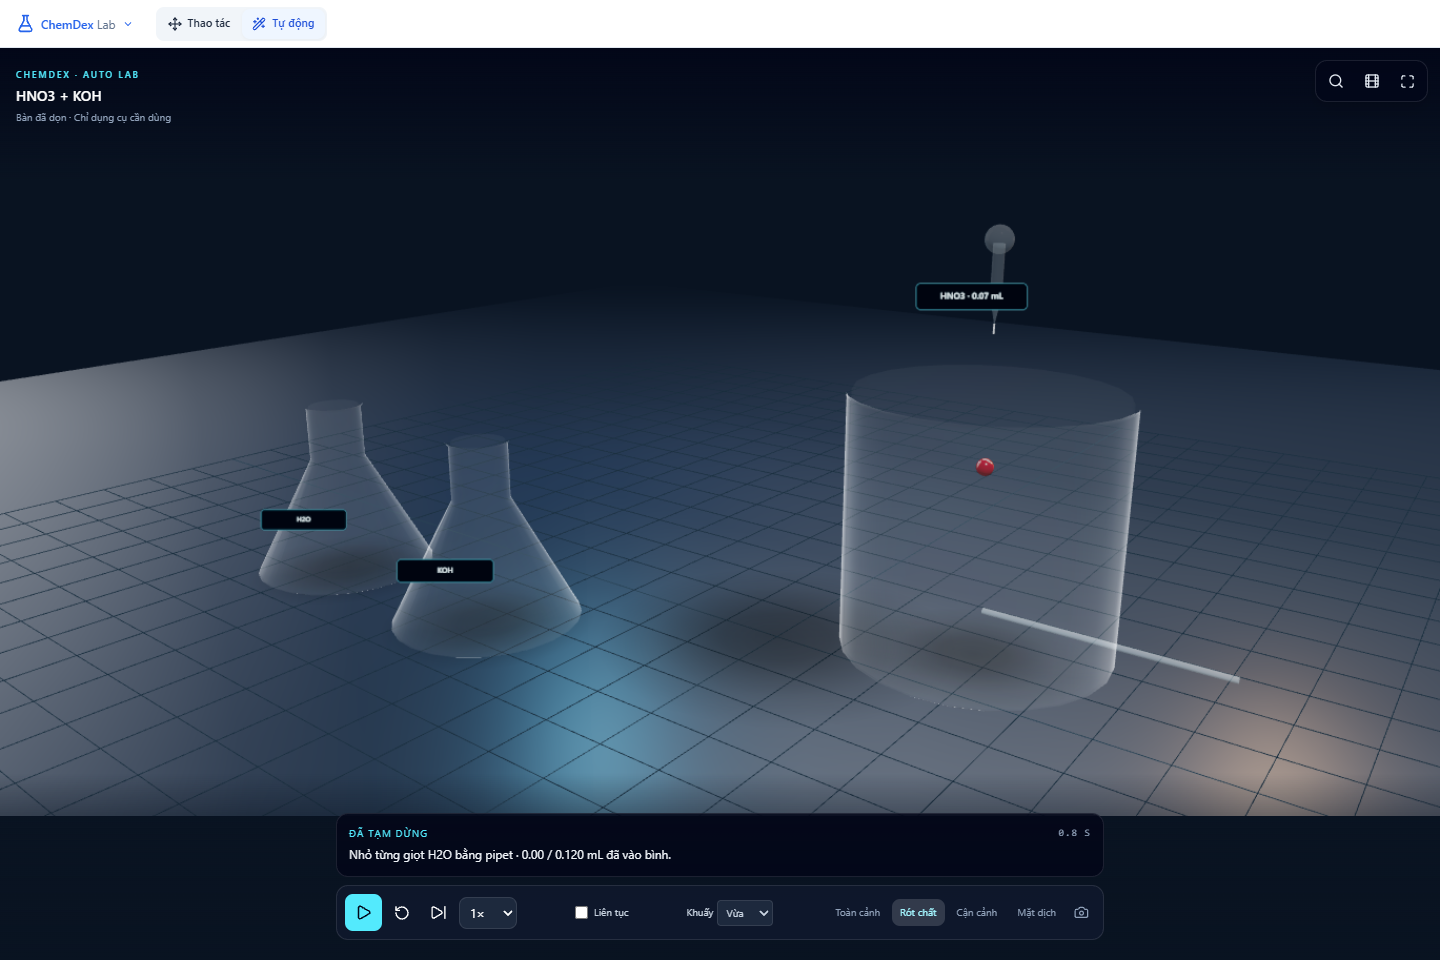 ChemDex Lab
Thao tác
Tự động
CHEMDEX · AUTO LAB
HNO3 + KOH
Bàn đã dọn · Chỉ dụng cụ cần dùng
HNO3 · 0.07 mL
H2O
KOH
ĐÃ TẠM DỪNG
0.8 S
Nhỏ từng giọt H2O bằng pipet · 0.00 / 0.120 mL đã vào bình.
1×
Liên tục
Khuấy
Vừa
Toàn cảnh
Rót chất
Cận cảnh
Mặt dịch